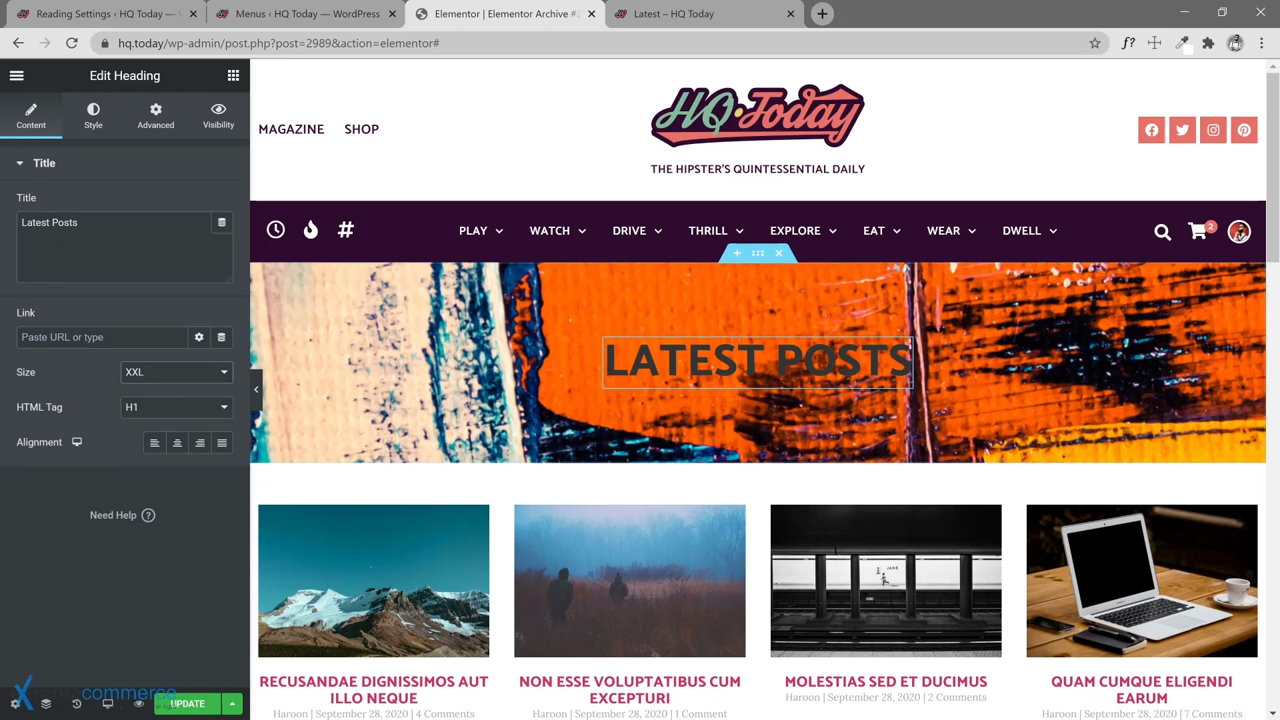 Reading Settings ‹ HQ Today —
Menus ‹ HQ Today — WordPress
Elementor | Elementor Archive #2
Latest – HQ Today
hq.today/wp-admin/post.php?post=2989&action=elementor#
Edit Heading
Content
Style
Advanced
Visibility
Title
Title
Latest Posts
Link
Paste URL or type
Size
XXL
HTML Tag
H1
Alignment
Need Help ?
commerce
UPDATE
MAGAZINE
SHOP
HQ Today
THE HIPSTER'S QUINTESSENTIAL DAILY
PLAY
WATCH
DRIVE
THRILL
EXPLORE
EAT
WEAR
DWELL
2
LATEST POSTS
JANE
RECUSANDAE DIGNISSIMOS AUT
ILLO NEQUE
Haroon | September 28, 2020 | 4 Comments
NON ESSE VOLUPTATIBUS CUM
EXCEPTURI
Haroon | September 28, 2020 | 1 Comment
MOLESTIAS SED ET DUCIMUS
Haroon | September 28, 2020 | 2 Comments
QUAM CUMQUE ELIGENDI
EARUM
Haroon | September 28, 2020 | 7 Comments